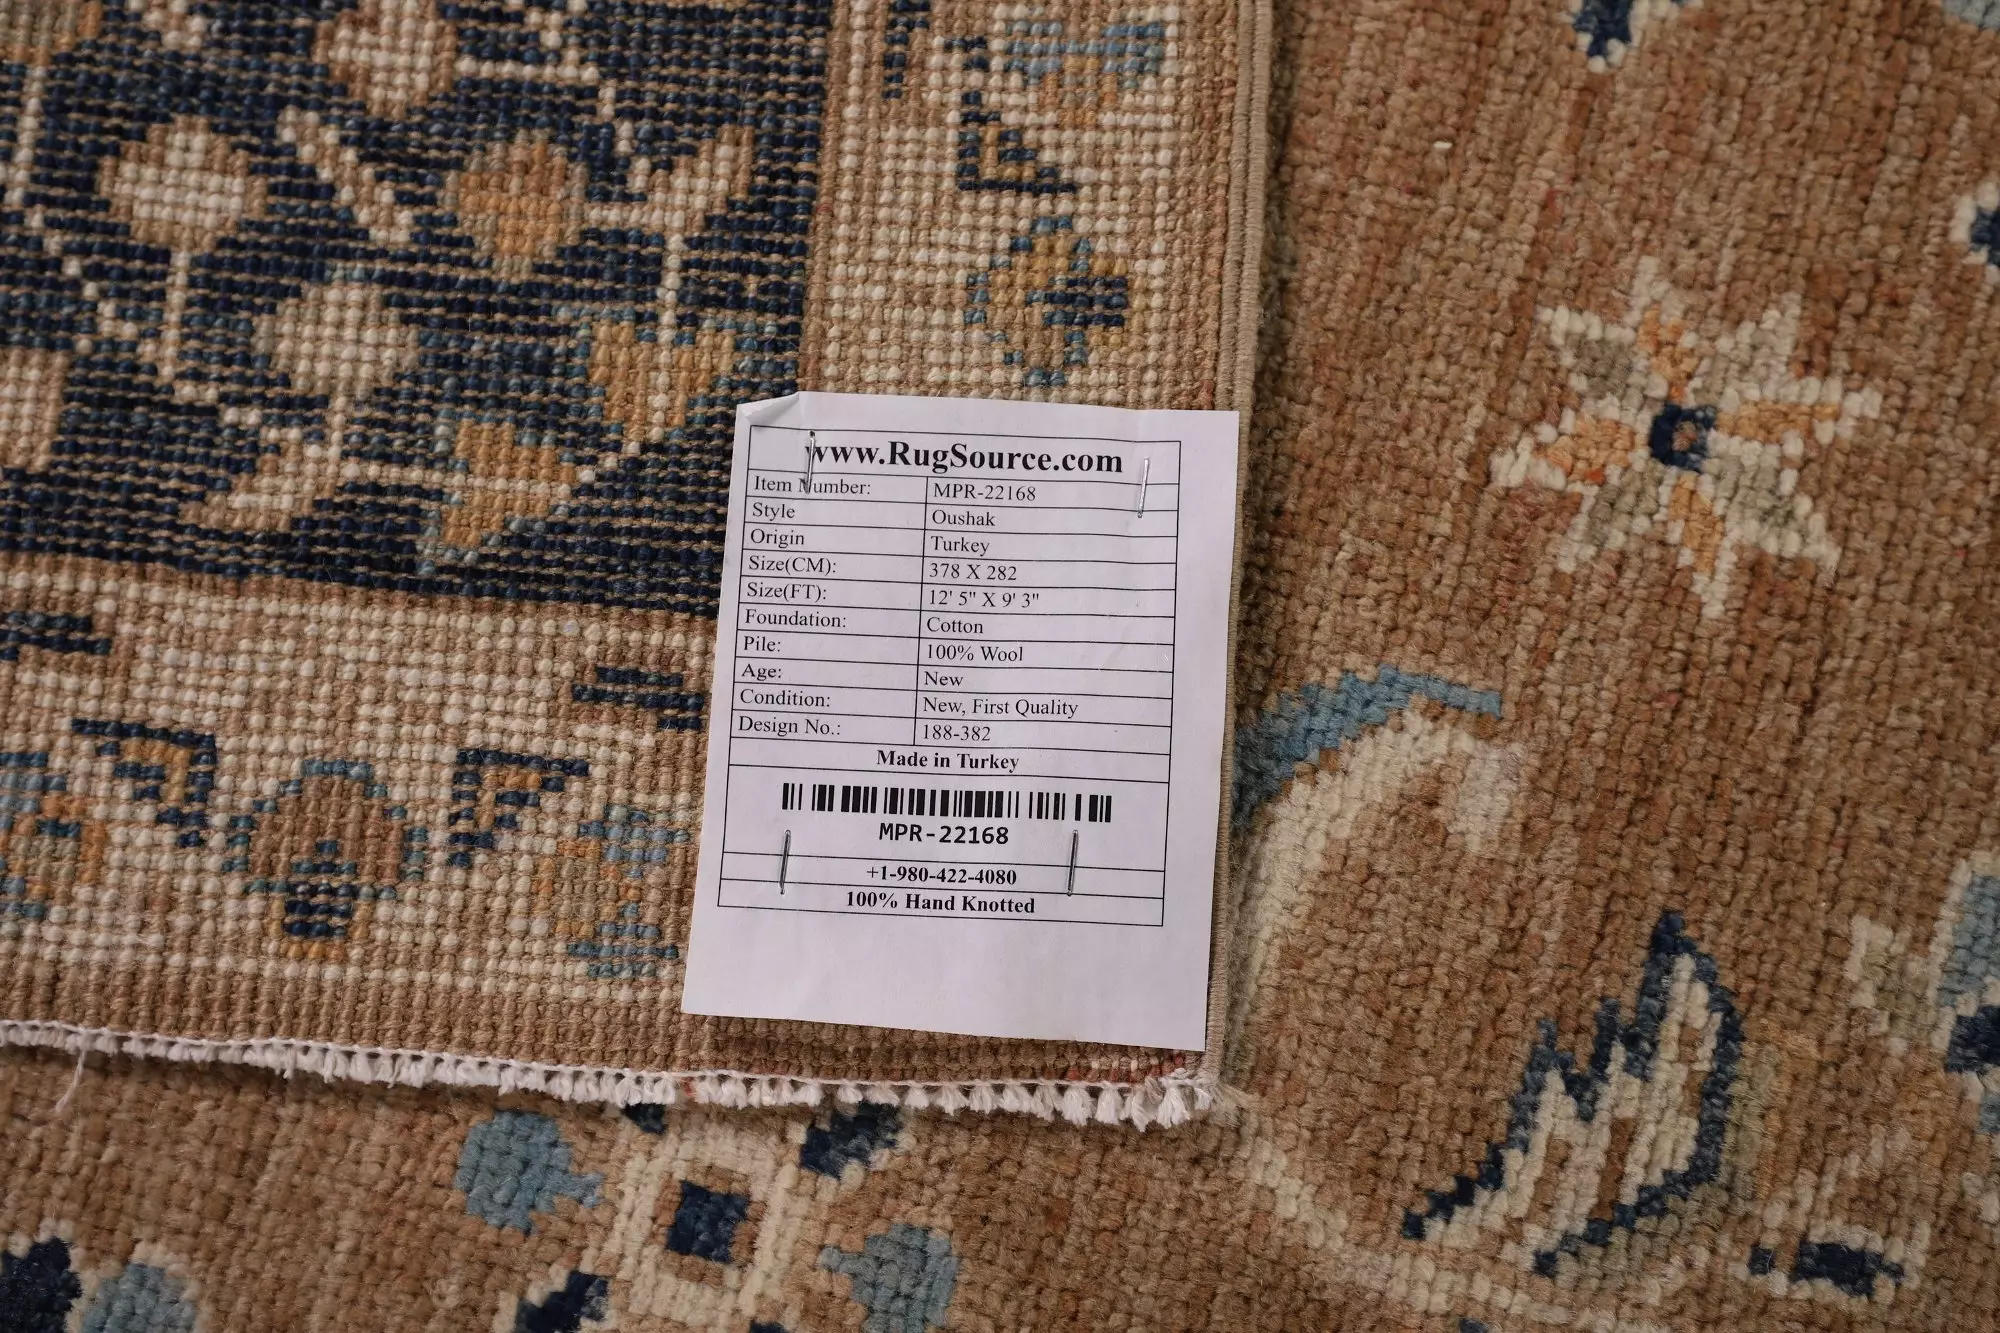 www.RugSource.com
Item Number: MPR-22168
Style Oushak
Origin Turkey
Size(CM): 378 X 282
Size(FT): 12' 5" X 9' 3"
Foundation: Cotton
Pile: 100% Wool
Age: New
Condition: New, First Quality
Design No.: 188-382
Made in Turkey
MPR-22168
+1-980-422-4080
100% Hand Knotted